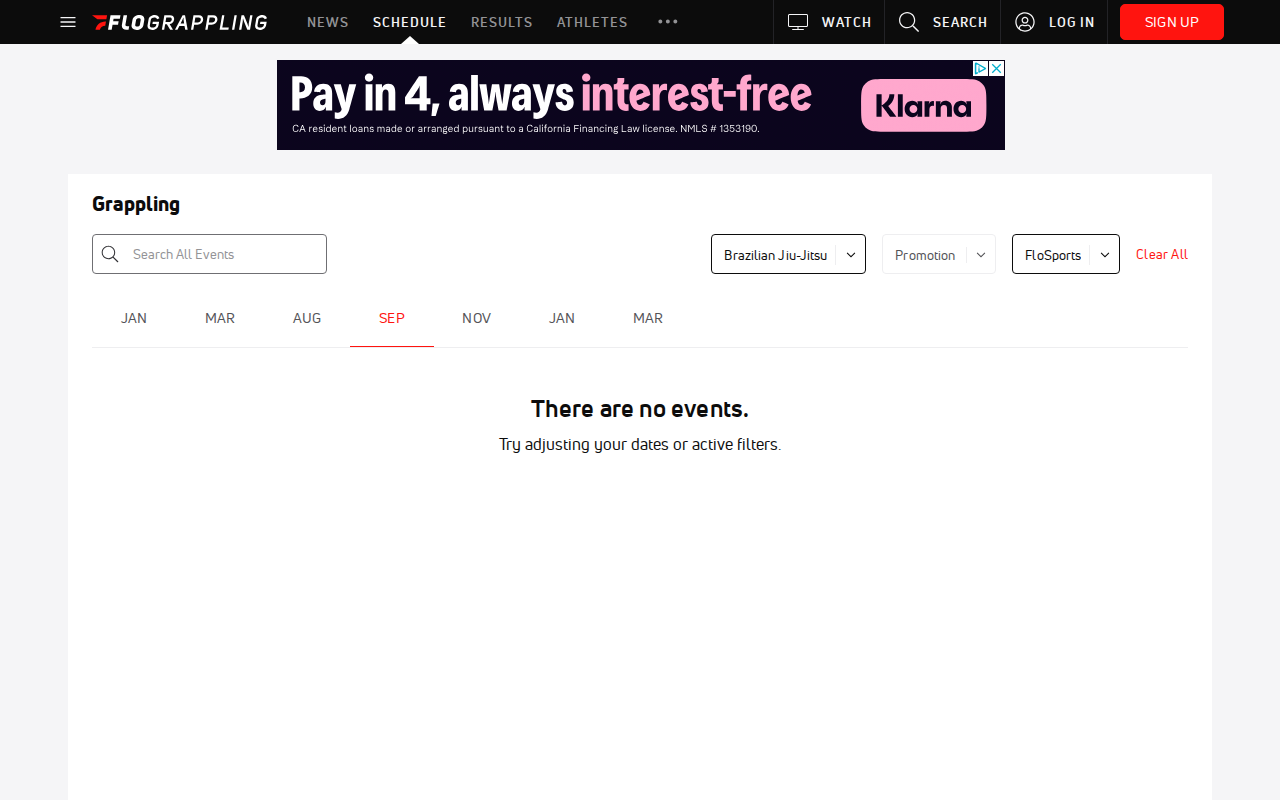 FLOGRAPPLING NEWS SCHEDULE RESULTS ATHLETES WATCH SEARCH LOG IN SIGN UP
Pay in 4, always interest-free
Klarna
CA resident loans made or arranged pursuant to a California Financing Law license. NMLS # 1353190.
Grappling
Search All Events Brazilian Jiu-Jitsu Promotion FloSports Clear All
JAN MAR AUG SEP NOV JAN MAR
There are no events.
Try adjusting your dates or active filters.